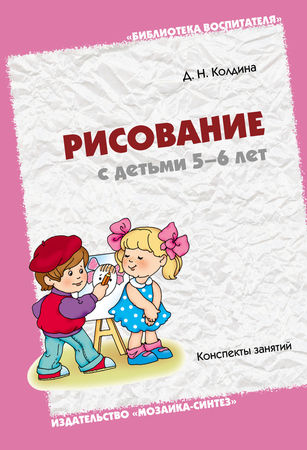 «БИБЛИОТЕКА ВОСПИТАТЕЛЯ»
Д. Н. Колдина
РИСОВАНИЕ
С ДЕТЬМИ 5–6 ЛЕТ
Конспекты занятий
ИЗДАТЕЛЬСТВО «МОЗАИКА-СИНТЕЗ»